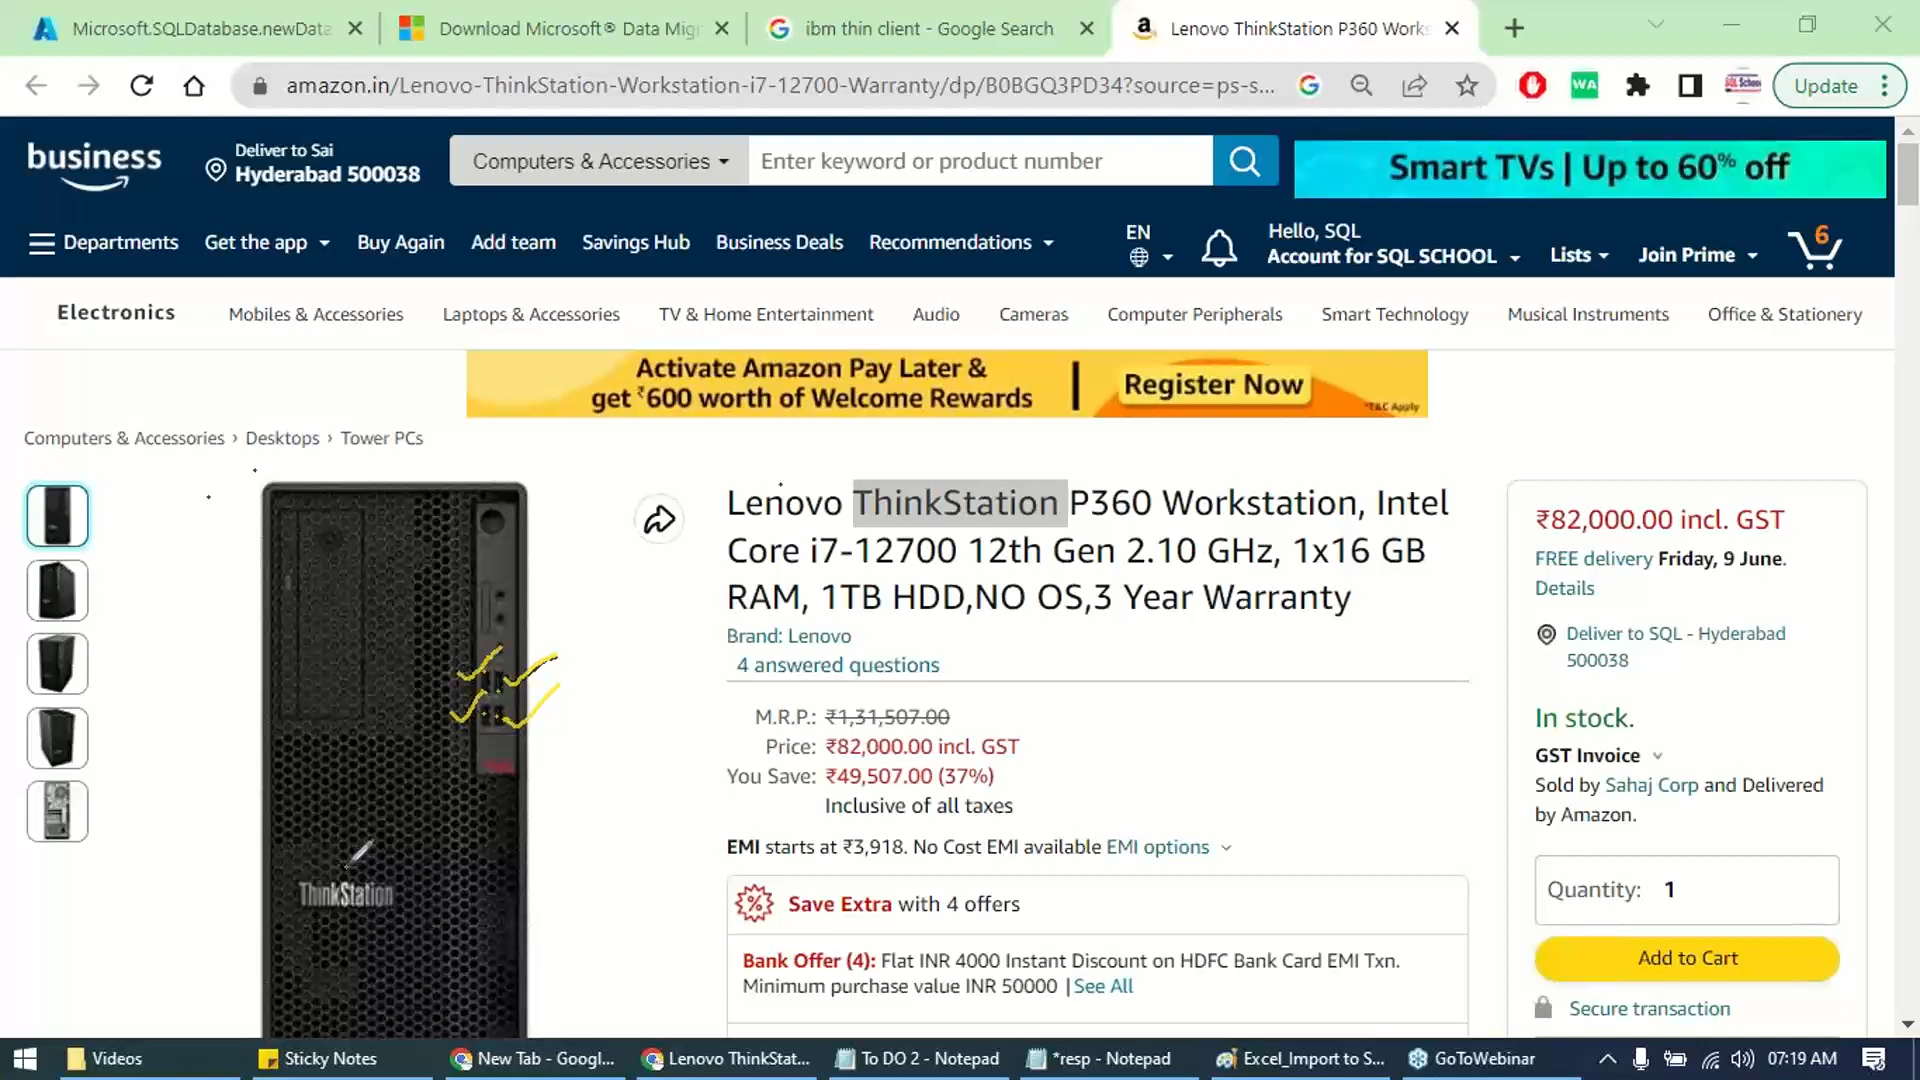 Microsoft.SQLDatabase.newData
Download Microsoft® Data Mig
ibm thin client - Google Search
Lenovo ThinkStation P360 Works
amazon.in/Lenovo-ThinkStation-Workstation-i7-12700-Warranty/dp/B0BGQ3PD34?source=ps-s...
WA
SQL School
Update
business
Deliver to Sai
Hyderabad 500038
Computers & Accessories
Enter keyword or product number
Smart TVs | Up to 60% off
Departments
Get the app
Buy Again
Add team
Savings Hub
Business Deals
Recommendations
EN
Hello, SQL
Account for SQL SCHOOL
Lists
Join Prime
6
Electronics
Mobiles & Accessories
Laptops & Accessories
TV & Home Entertainment
Audio
Cameras
Computer Peripherals
Smart Technology
Musical Instruments
Office & Stationery
Activate Amazon Pay Later &
get ₹600 worth of Welcome Rewards
Register Now
*T&C Apply
Computers & Accessories › Desktops › Tower PCs
ThinkStation
Lenovo ThinkStation P360 Workstation, Intel
Core i7-12700 12th Gen 2.10 GHz, 1x16 GB
RAM, 1TB HDD,NO OS,3 Year Warranty
Brand: Lenovo
4 answered questions
M.R.P.: ₹1,31,507.00
Price: ₹82,000.00 incl. GST
You Save: ₹49,507.00 (37%)
Inclusive of all taxes
EMI starts at ₹3,918. No Cost EMI available EMI options
Save Extra with 4 offers
Bank Offer (4): Flat INR 4000 Instant Discount on HDFC Bank Card EMI Txn.
Minimum purchase value INR 50000 | See All
₹82,000.00 incl. GST
FREE delivery Friday, 9 June.
Details
Deliver to SQL - Hyderabad
500038
In stock.
GST Invoice
Sold by Sahaj Corp and Delivered
by Amazon.
Quantity: 1
Add to Cart
Secure transaction
Videos
Sticky Notes
New Tab - Googl...
Lenovo ThinkStat...
To DO 2 - Notepad
*resp - Notepad
Excel_Import to S...
GoToWebinar
07:19 AM